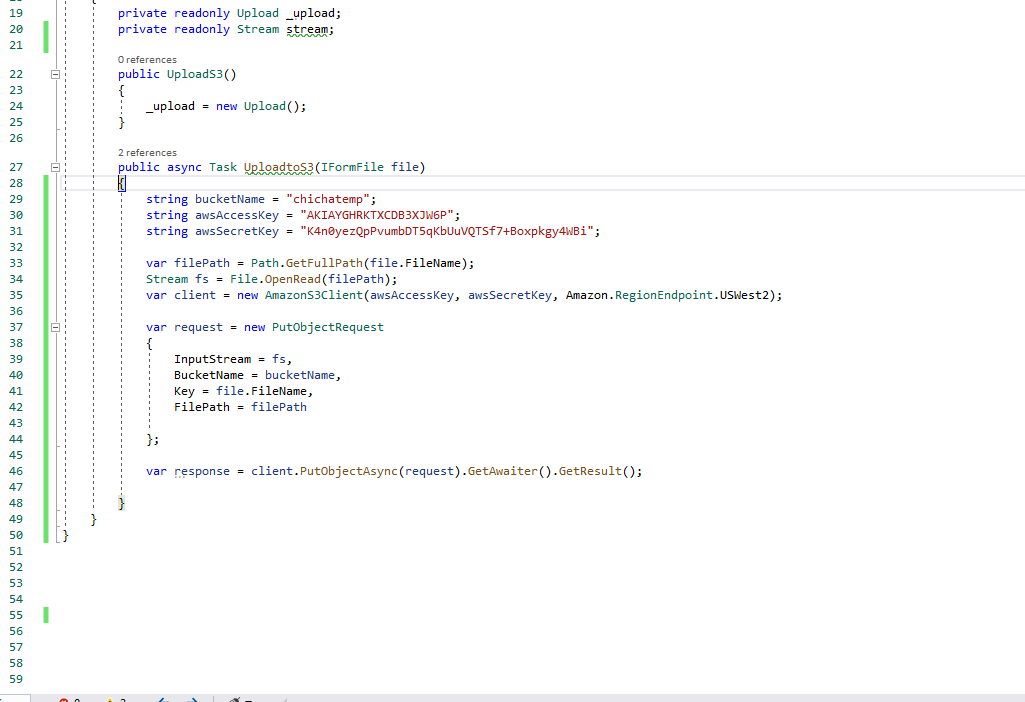 19 private readonly Upload _upload;
20 private readonly Stream stream;
21
0 references
22 public UploadS3()
23 {
24 _upload = new Upload();
25 }
26
2 references
27 public async Task UploadtoS3(IFormFile file)
28 {
29 string bucketName = "chichatemp";
30 string awsAccessKey = "AKIAYGHRKTXCDB3XJW6P";
31 string awsSecretKey = "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";
32
33 var filePath = Path.GetFullPath(file.FileName);
34 Stream fs = File.OpenRead(filePath);
35 var client = new AmazonS3Client(awsAccessKey, awsSecretKey, Amazon.RegionEndpoint.USWest2);
36
37 var request = new PutObjectRequest
38 {
39 InputStream = fs,
40 BucketName = bucketName,
41 Key = file.FileName,
42 FilePath = filePath
43
44 };
45
46 var response = client.PutObjectAsync(request).GetAwaiter().GetResult();
47
48 }
49 }
50 }
51
52
53
54
55
56
57
58
59